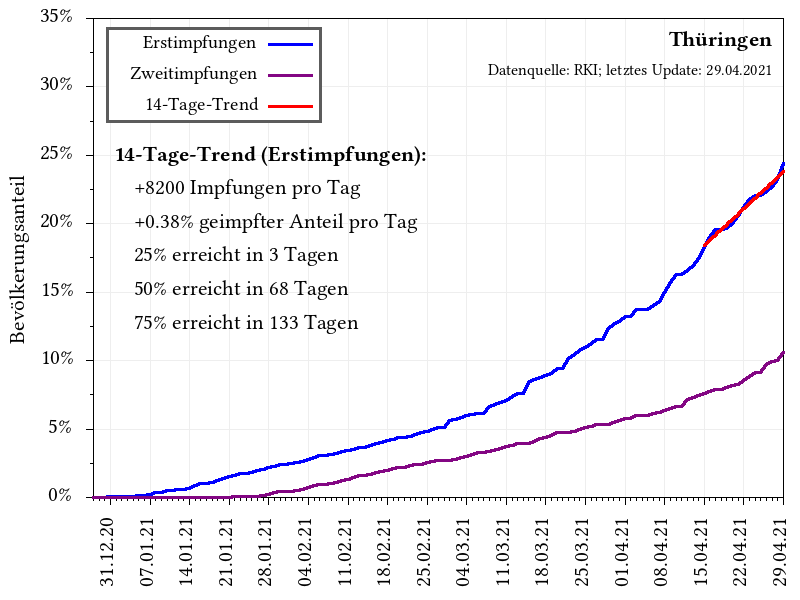 35%
30%
25%
20%
15%
10%
5%
0%
Bevölkerungsanteil
Erstimpfungen
Zweitimpfungen
14-Tage-Trend
Thüringen
Datenquelle: RKI; letztes Update: 29.04.2021
14-Tage-Trend (Erstimpfungen):
+8200 Impfungen pro Tag
+0.38% geimpfter Anteil pro Tag
25% erreicht in 3 Tagen
50% erreicht in 68 Tagen
75% erreicht in 133 Tagen
31.12.20
07.01.21
14.01.21
21.01.21
28.01.21
04.02.21
11.02.21
18.02.21
25.02.21
04.03.21
11.03.21
18.03.21
25.03.21
01.04.21
08.04.21
15.04.21
22.04.21
29.04.21